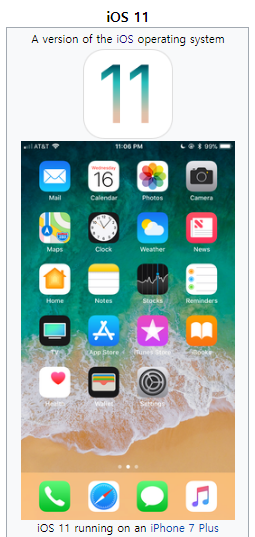 iOS 11
A version of the iOS operating system
11
AT&T 11:06 PM 99%
Wednesday
16
Mail Calendar Photos Camera
Maps Clock Weather News
Home Notes Stocks Reminders
TV App Store iTunes Store iBooks
Wallet Settings
iOS 11 running on an iPhone 7 Plus